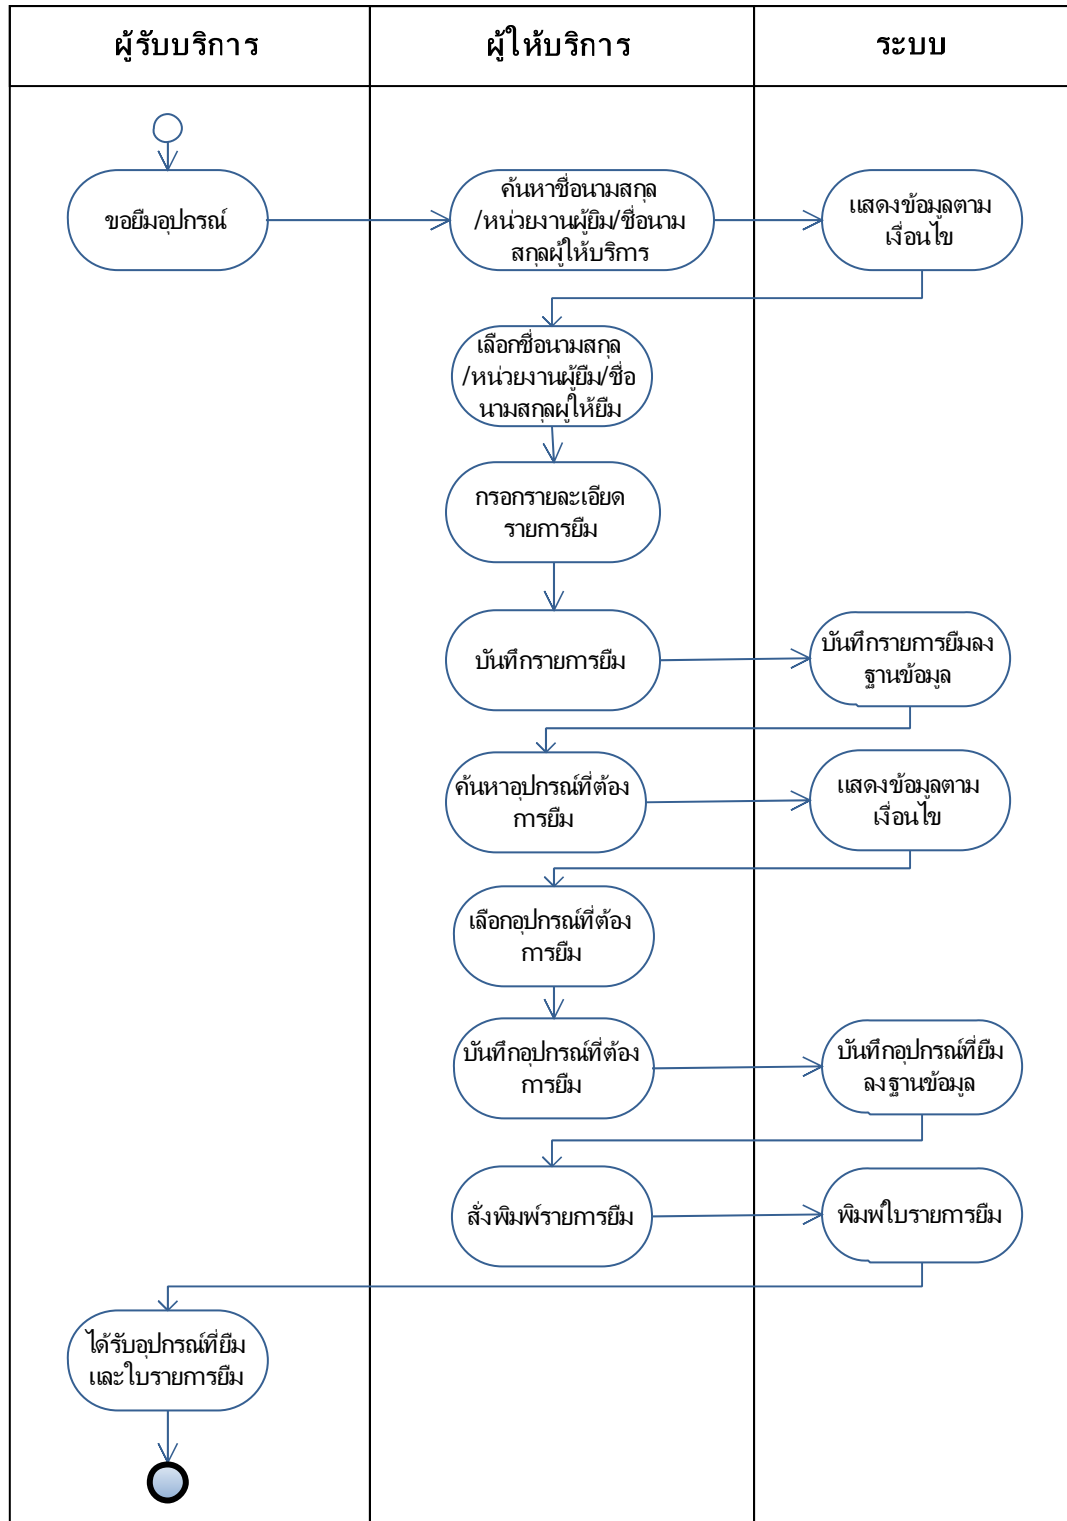 ผู้รับบริการ
ผู้ให้บริการ
ระบบ
ขอยืมอุปกรณ์
ค้นหาชื่อนามสกุล
/หน่วยงานผู้ยืม/ชื่อนาม
สกุลผู้ให้บริการ
แสดงข้อมูลตาม
เงื่อนไข
เลือกชื่อนามสกุล
/หน่วยงานผู้ยืม/ชื่อ
นามสกุลผู้ให้ยืม
กรอกรายละเอียด
รายการยืม
บันทึกรายการยืม
บันทึกรายการยืมลง
ฐานข้อมูล
ค้นหาอุปกรณ์ที่ต้อง
การยืม
แสดงข้อมูลตาม
เงื่อนไข
เลือกอุปกรณ์ที่ต้อง
การยืม
บันทึกอุปกรณ์ที่ต้อง
การยืม
บันทึกอุปกรณ์ที่ยืม
ลงฐานข้อมูล
สั่งพิมพ์รายการยืม
พิมพ์ใบรายการยืม
ได้รับอุปกรณ์ที่ยืม
และใบรายการยืม